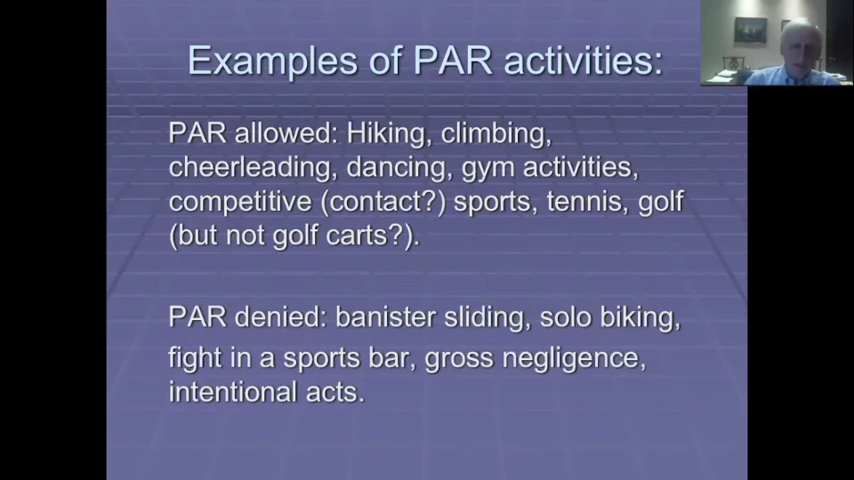 Examples of PAR activities:
PAR allowed: Hiking, climbing,
cheerleading, dancing, gym activities,
competitive (contact?) sports, tennis, golf
(but not golf carts?).
PAR denied: banister sliding, solo biking,
fight in a sports bar, gross negligence,
intentional acts.